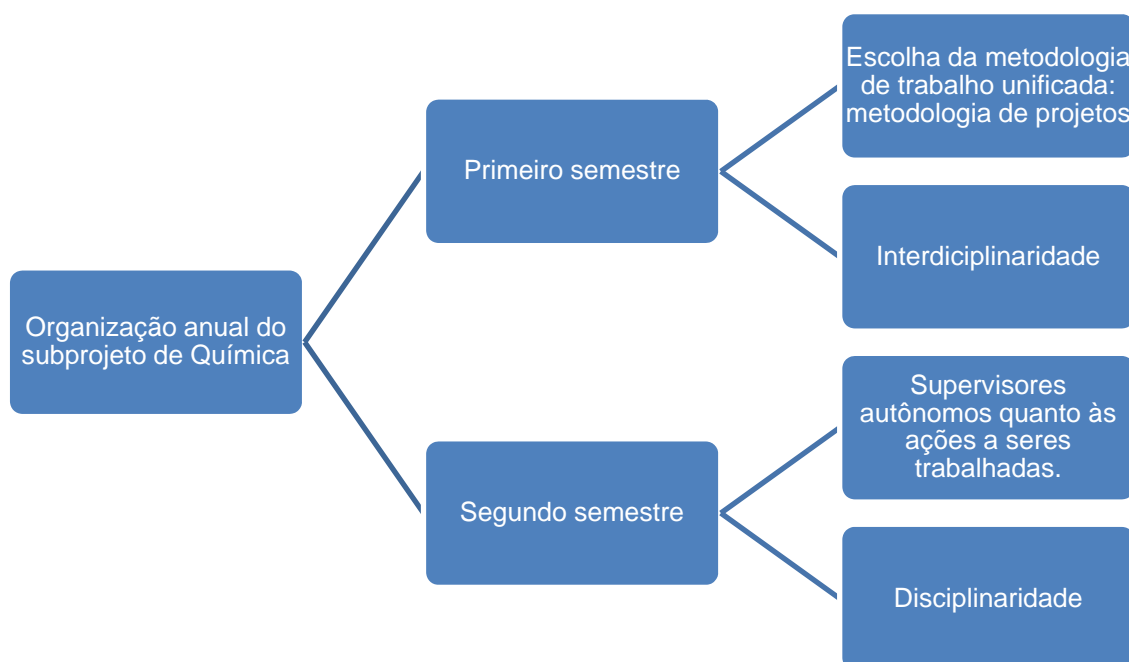 Organização anual do
subprojeto de Química
Primeiro semestre
Escolha da metodologia
de trabalho unificada:
metodologia de projetos
Interdiciplinaridade
Segundo semestre
Supervisores
autônomos quanto às
ações a seres
trabalhadas.
Disciplinaridade